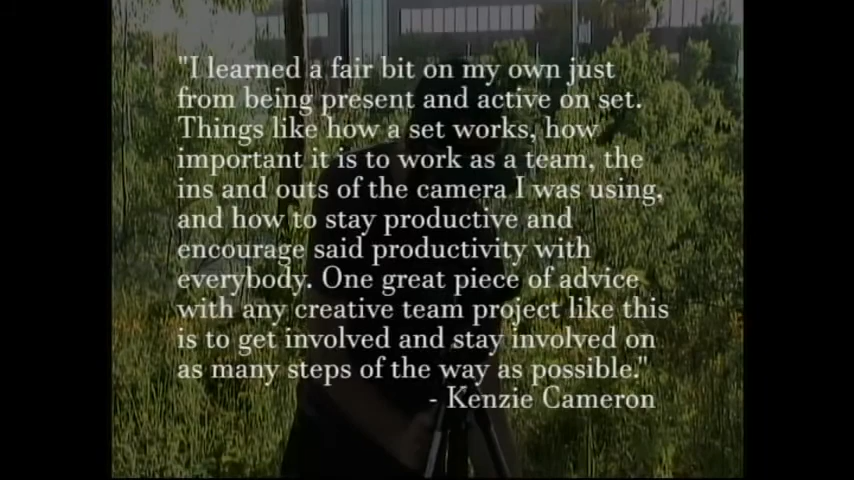 "I learned a fair bit on my own just
from being present and active on set.
Things like how a set works, how
important it is to work as a team, the
ins and outs of the camera I was using,
and how to stay productive and
encourage said productivity with
everybody. One great piece of advice
with any creative team project like this
is to get involved and stay involved on
as many steps of the way as possible."
- Kenzie Cameron